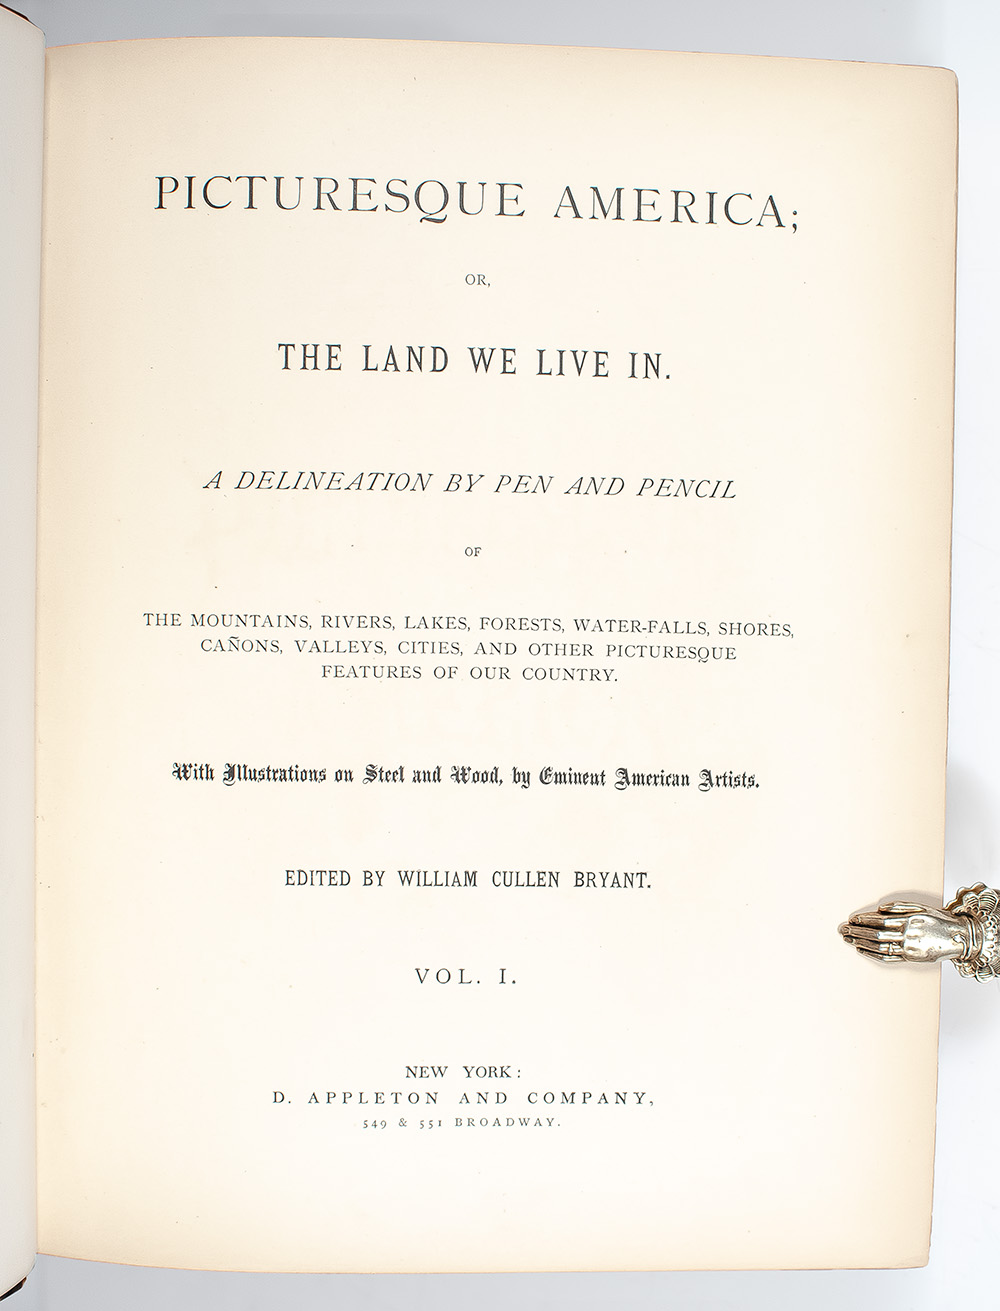 PICTURESQUE AMERICA;
OR,
THE LAND WE LIVE IN.
A DELINEATION BY PEN AND PENCIL
OF
THE MOUNTAINS, RIVERS, LAKES, FORESTS, WATER-FALLS, SHORES,
CAÑONS, VALLEYS, CITIES, AND OTHER PICTURESQUE
FEATURES OF OUR COUNTRY.
With Illustrations on Steel and Wood, by Eminent American Artists.
EDITED BY WILLIAM CULLEN BRYANT.
VOL. I.
NEW YORK:
D. APPLETON AND COMPANY,
549 & 551 BROADWAY.